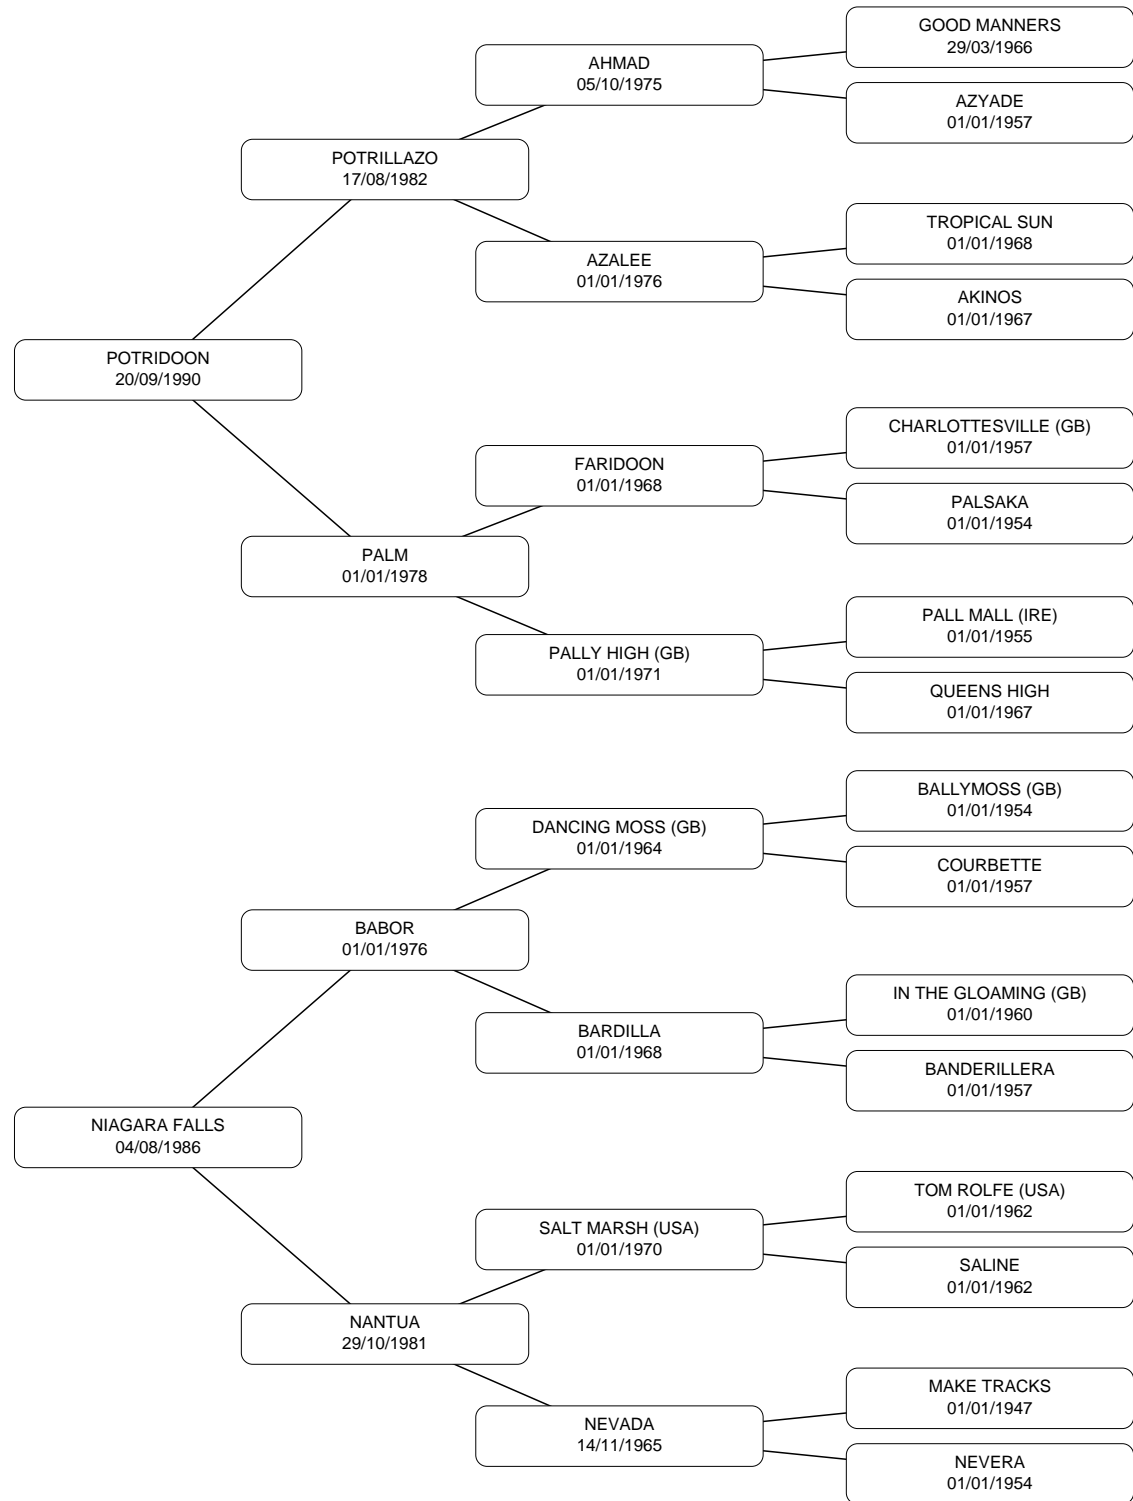 GOOD MANNERS
29/03/1966
AHMAD
05/10/1975
AZYADE
01/01/1957
POTRILLAZO
17/08/1982
TROPICAL SUN
01/01/1968
AZALEE
01/01/1976
AKINOS
01/01/1967
POTRIDOON
20/09/1990
CHARLOTTESVILLE (GB)
01/01/1957
FARIDOON
01/01/1968
PALSAKA
01/01/1954
PALM
01/01/1978
PALL MALL (IRE)
01/01/1955
PALLY HIGH (GB)
01/01/1971
QUEENS HIGH
01/01/1967
BALLYMOSS (GB)
01/01/1954
DANCING MOSS (GB)
01/01/1964
COURBETTE
01/01/1957
BABOR
01/01/1976
IN THE GLOAMING (GB)
01/01/1960
BARDILLA
01/01/1968
BANDERILLERA
01/01/1957
NIAGARA FALLS
04/08/1986
TOM ROLFE (USA)
01/01/1962
SALT MARSH (USA)
01/01/1970
SALINE
01/01/1962
NANTUA
29/10/1981
MAKE TRACKS
01/01/1947
NEVADA
14/11/1965
NEVERA
01/01/1954